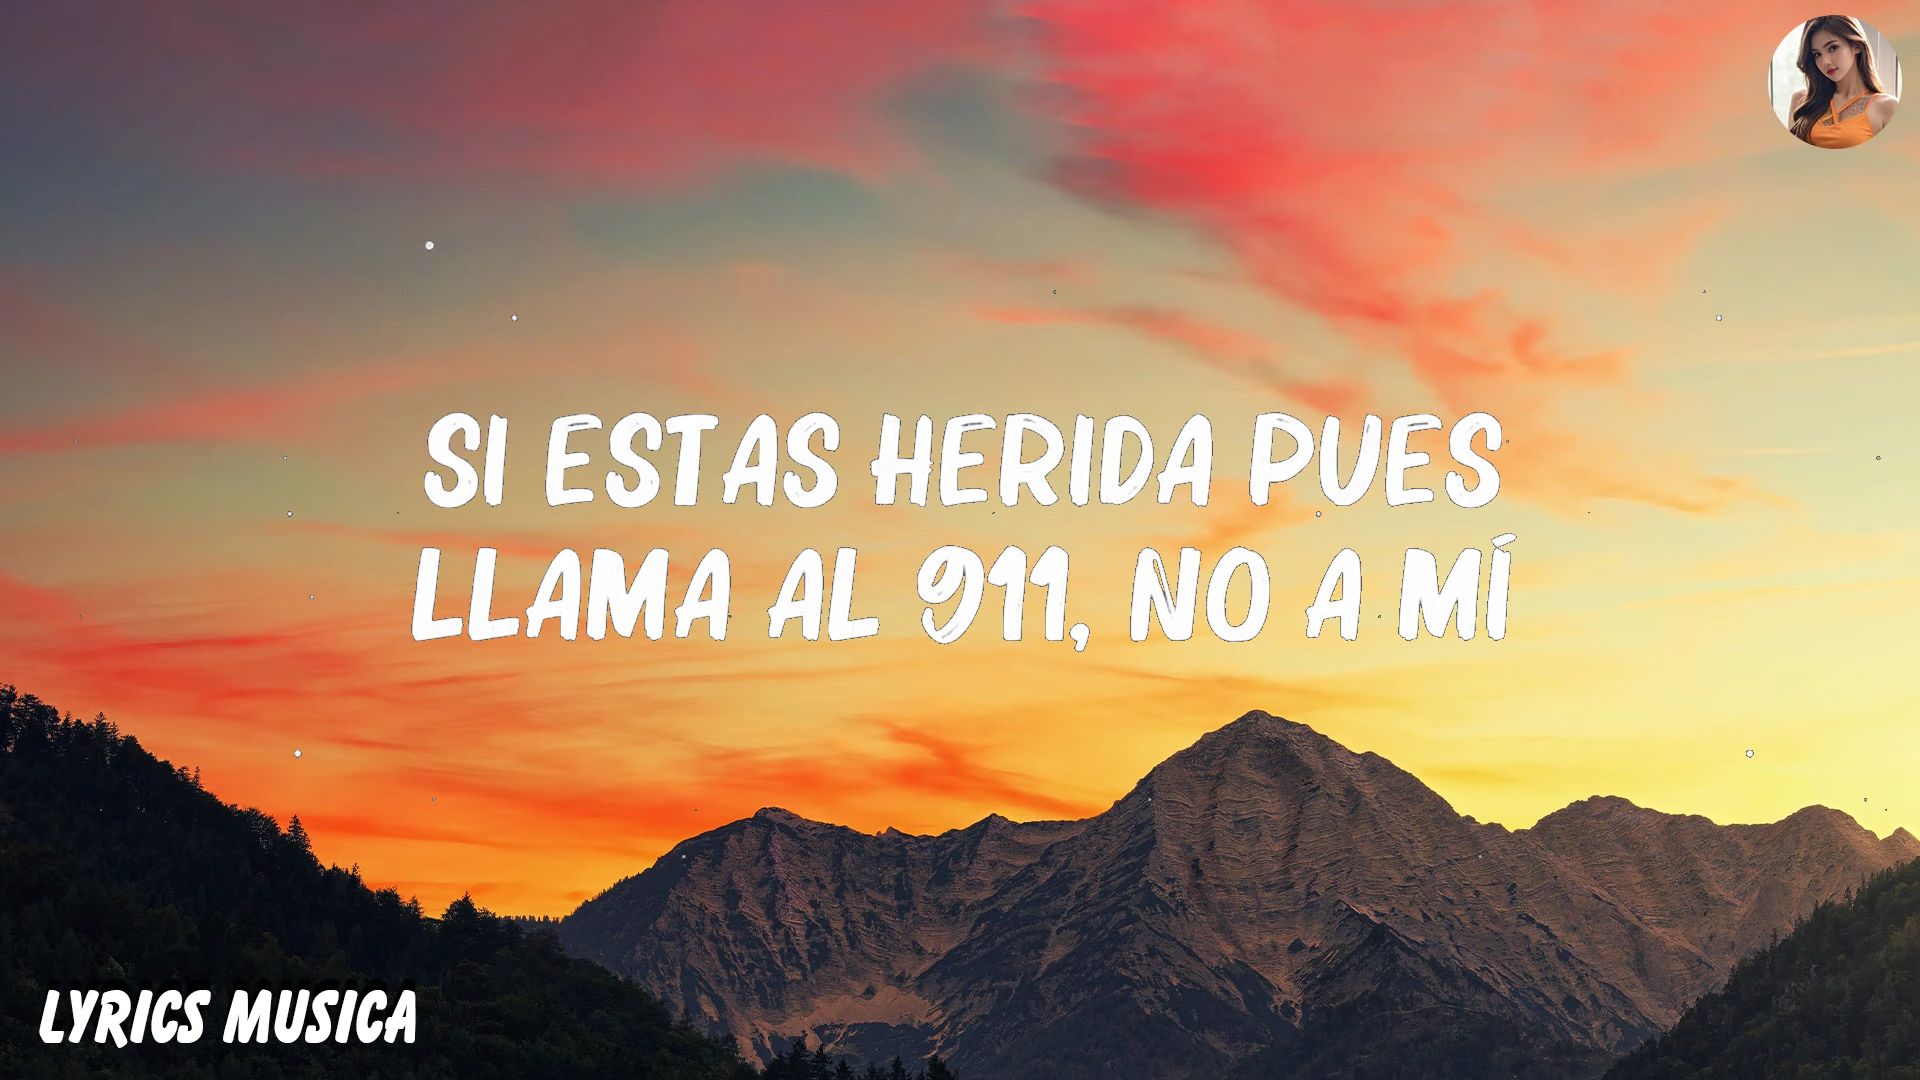 SI ESTAS HERIDA PUES
LLAMA AL 911, NO A MÍ
LYRICS MUSICA